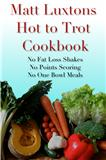 Matt Luxtons
Hot to Trot
Cookbook
No Fat Loss Shakes
No Points Scoring
No One Bowl Meals